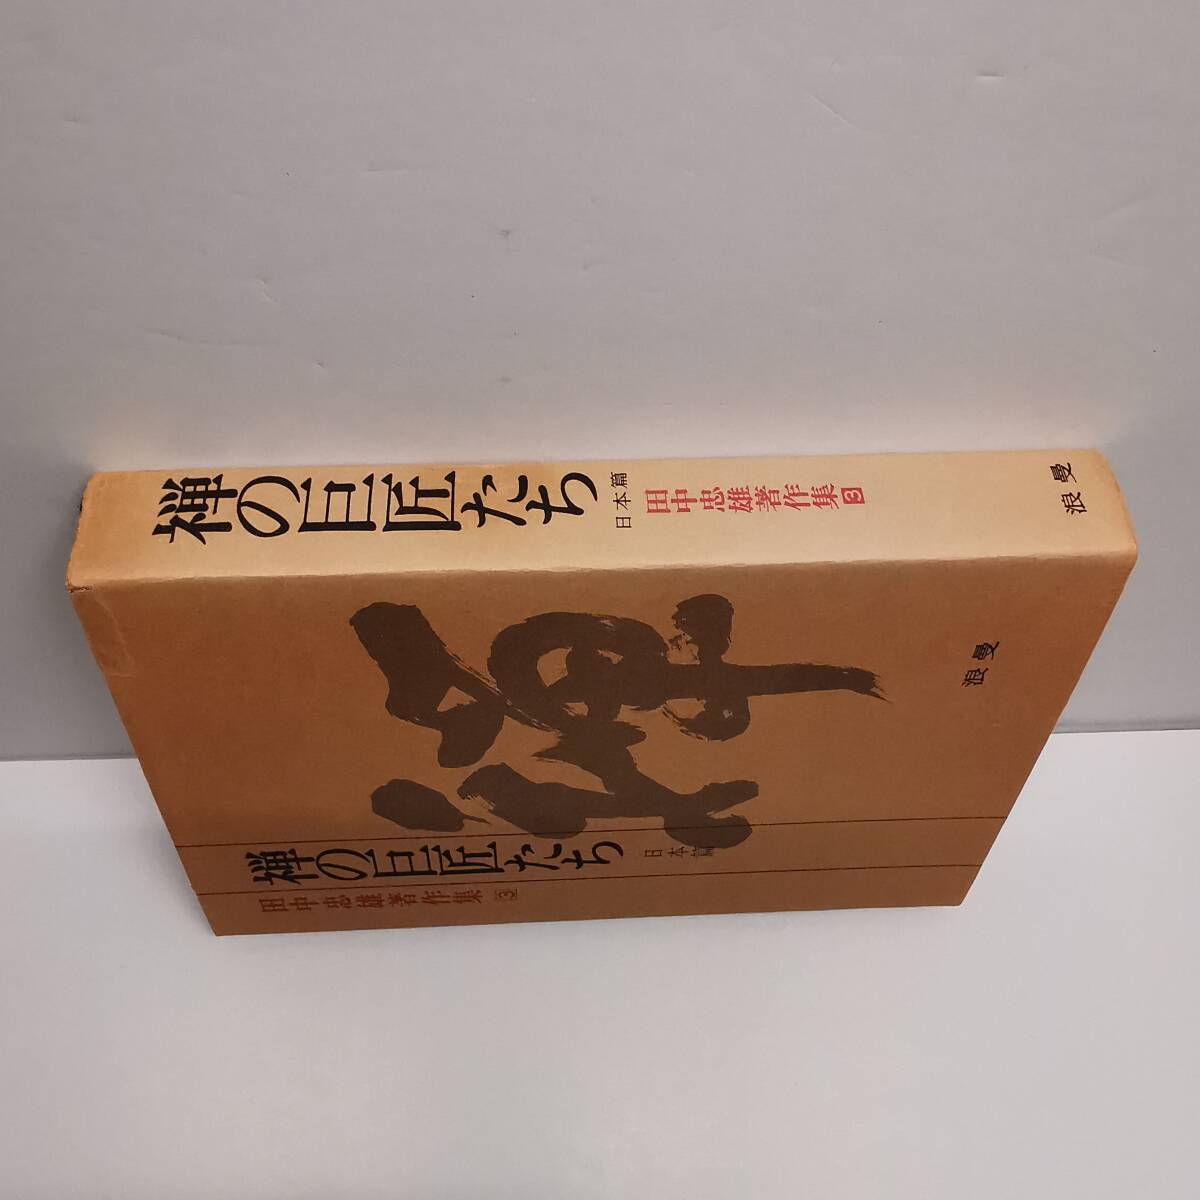 禅の巨匠たち
日本篇
田中忠雄著作集 3
浪曼
浪曼
禅の巨匠たち
日本篇
田中忠雄著作集 3